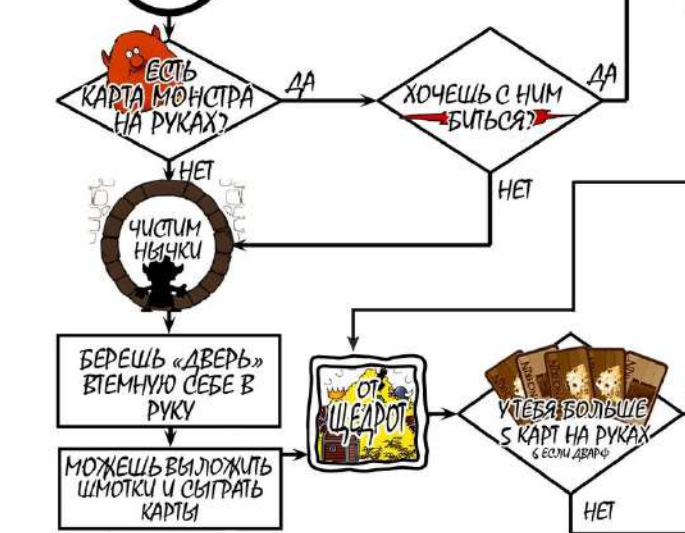 ЕСТЬ
КАРТА МОНСТРА
НА РУКАХ?
ДА
ХОЧЕШЬ С НИМ
БИТЬСЯ?
ДА
НЕТ
НЕТ
ЧИСТИМ
НЫЧКИ
БЕРЕШЬ «ДВЕРЬ»
ВТЕМНУЮ СЕБЕ В
РУКУ
МОЖЕШЬ ВЫЛОЖИТЬ
ШМОТКИ И СЫГРАТЬ
КАРТЫ
ОТ
ЩЕДРОТ
У ТЕБЯ БОЛЬШЕ
5 КАРТ НА РУКАХ
6 ЕСЛИ ДВАРФ
НЕТ